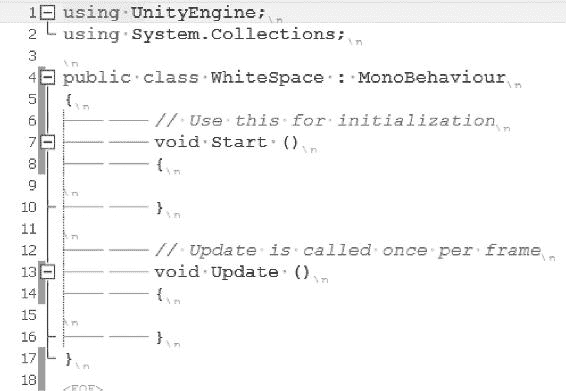 1 using UnityEngine;\n
2 using System.Collections;\n
3 \n
4 public class WhiteSpace : MonoBehaviour\n
5 {\n
6 // Use this for initialization\n
7 void Start ()\n
8 {\n
9 \n
10 }\n
11 \n
12 // Update is called once per frame\n
13 void Update ()\n
14 {\n
15 \n
16 }\n
17 }\n
18 <EOF>